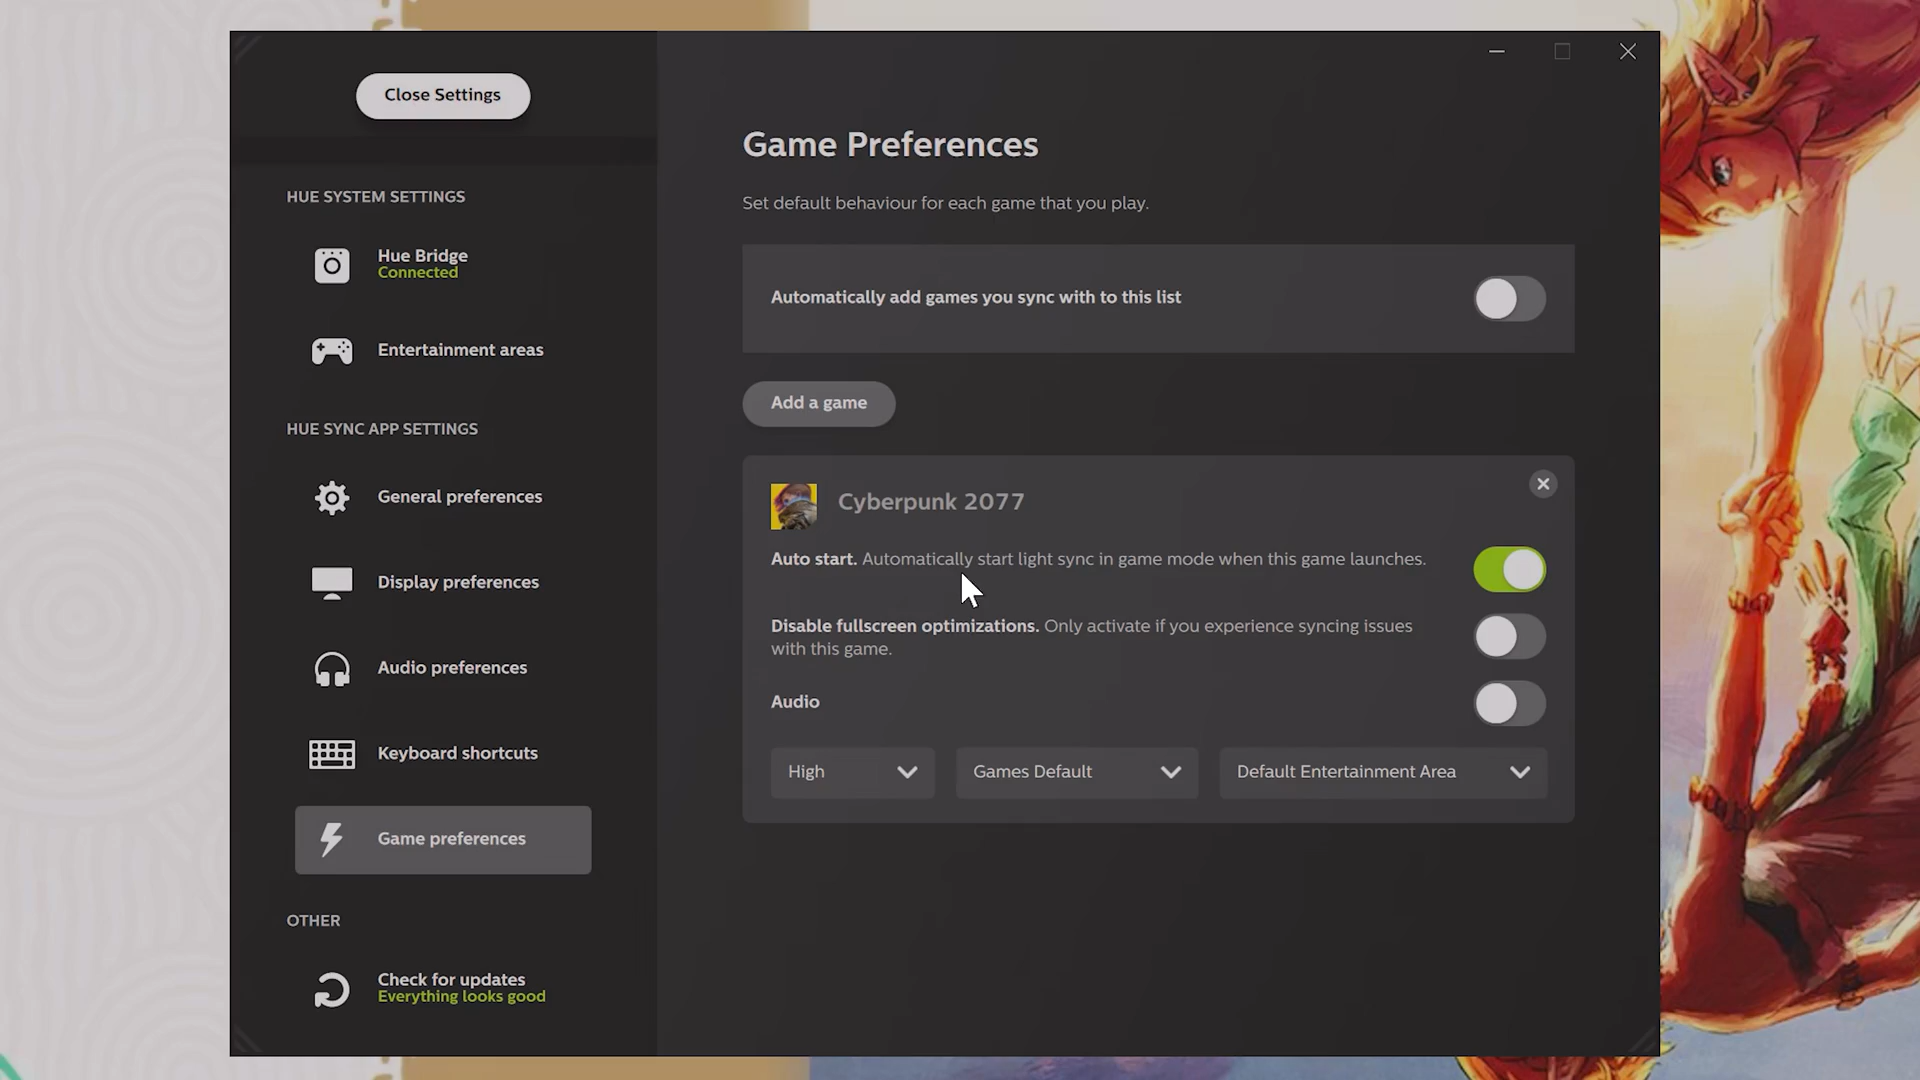 Close Settings
HUE SYSTEM SETTINGS
Hue Bridge
Connected
Entertainment areas
HUE SYNC APP SETTINGS
General preferences
Display preferences
Audio preferences
Keyboard shortcuts
Game preferences
OTHER
Check for updates
Everything looks good
Game Preferences
Set default behaviour for each game that you play.
Automatically add games you sync with to this list
Add a game
Cyberpunk 2077
Auto start. Automatically start light sync in game mode when this game launches.
Disable fullscreen optimizations. Only activate if you experience syncing issues
with this game.
Audio
High
Games Default
Default Entertainment Area